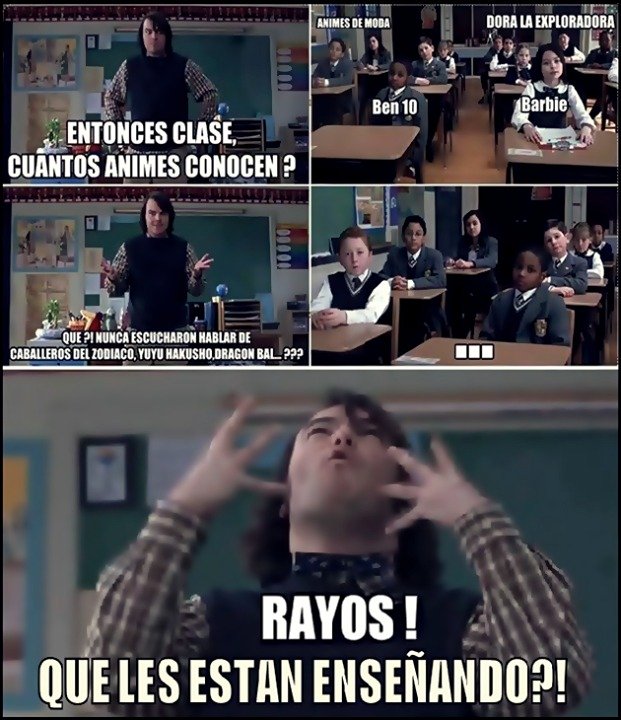 ENTONCES CLASE,
CUANTOS ANIMES CONOCEN ?
ANIMES DE MODA
DORA LA EXPLORADORA
Ben 10
Barbie
QUE ?! NUNCA ESCUCHARON HABLAR DE
CABALLEROS DEL ZODIACO, YUYU HAKUSHO,DRAGON BAL... ???
...
RAYOS !
QUE LES ESTAN ENSEÑANDO?!